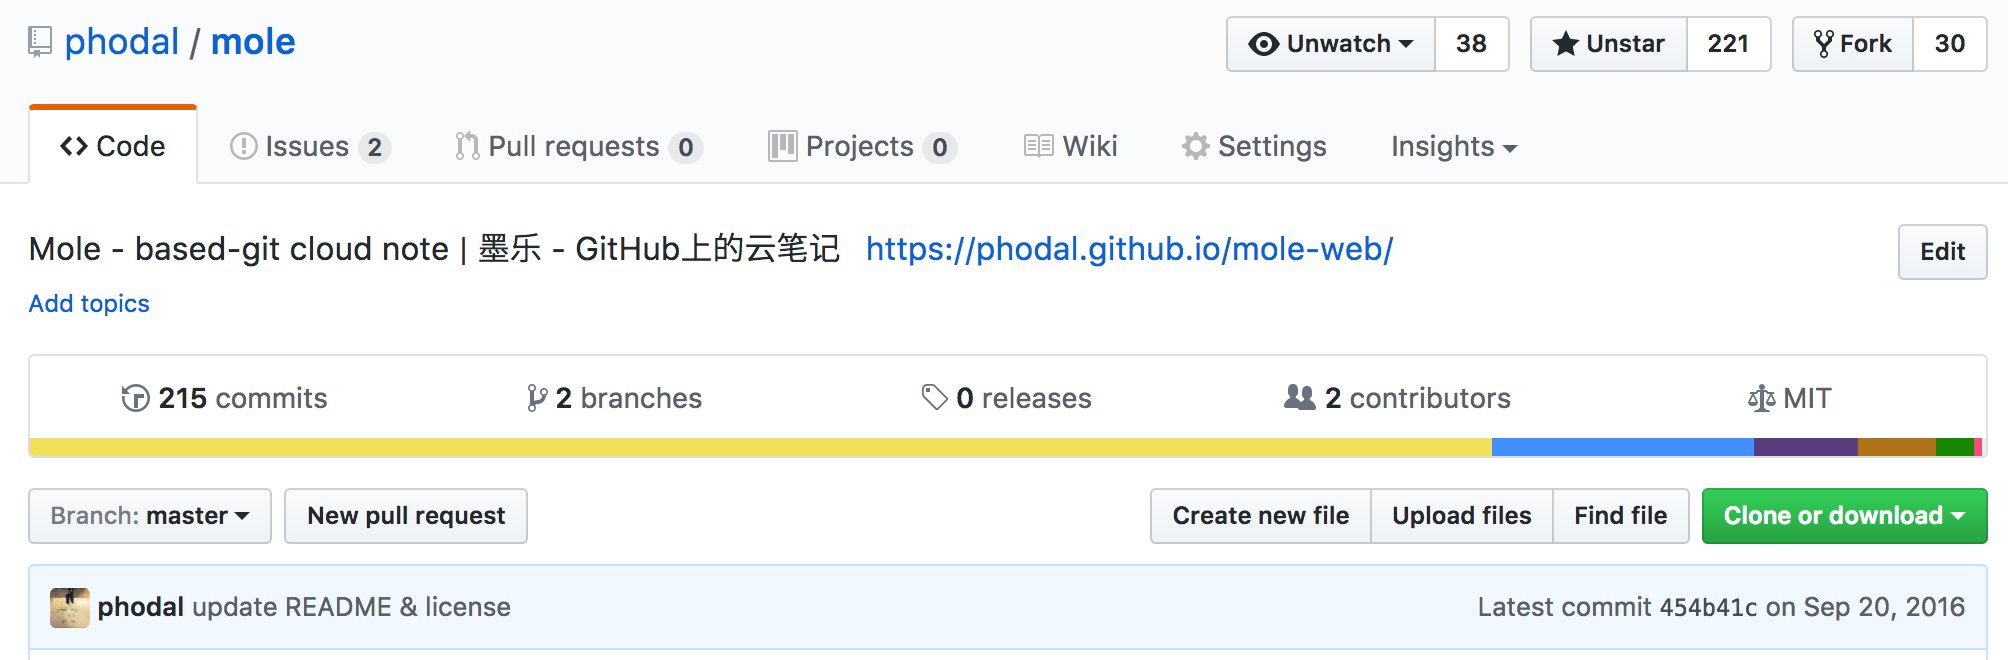 phodal / mole Unwatch 38 Unstar 221 Fork 30
Code Issues 2 Pull requests 0 Projects 0 Wiki Settings Insights
Mole - based-git cloud note | 墨乐 - GitHub上的云笔记 https://phodal.github.io/mole-web/ Edit
Add topics
215 commits 2 branches 0 releases 2 contributors MIT
Branch: master New pull request Create new file Upload files Find file Clone or download
phodal update README & license Latest commit 454b41c on Sep 20, 2016